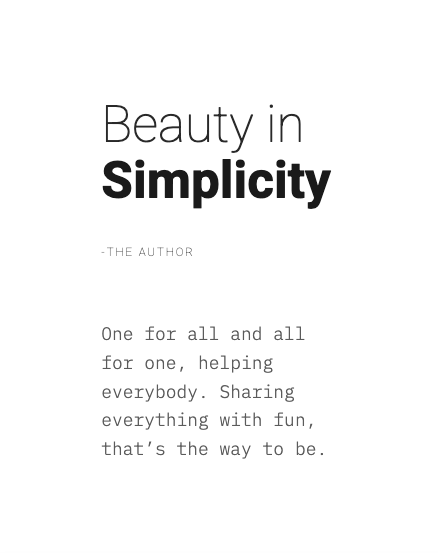 Beauty in
Simplicity
-THE AUTHOR
One for all and all
for one, helping
everybody. Sharing
everything with fun,
that’s the way to be.